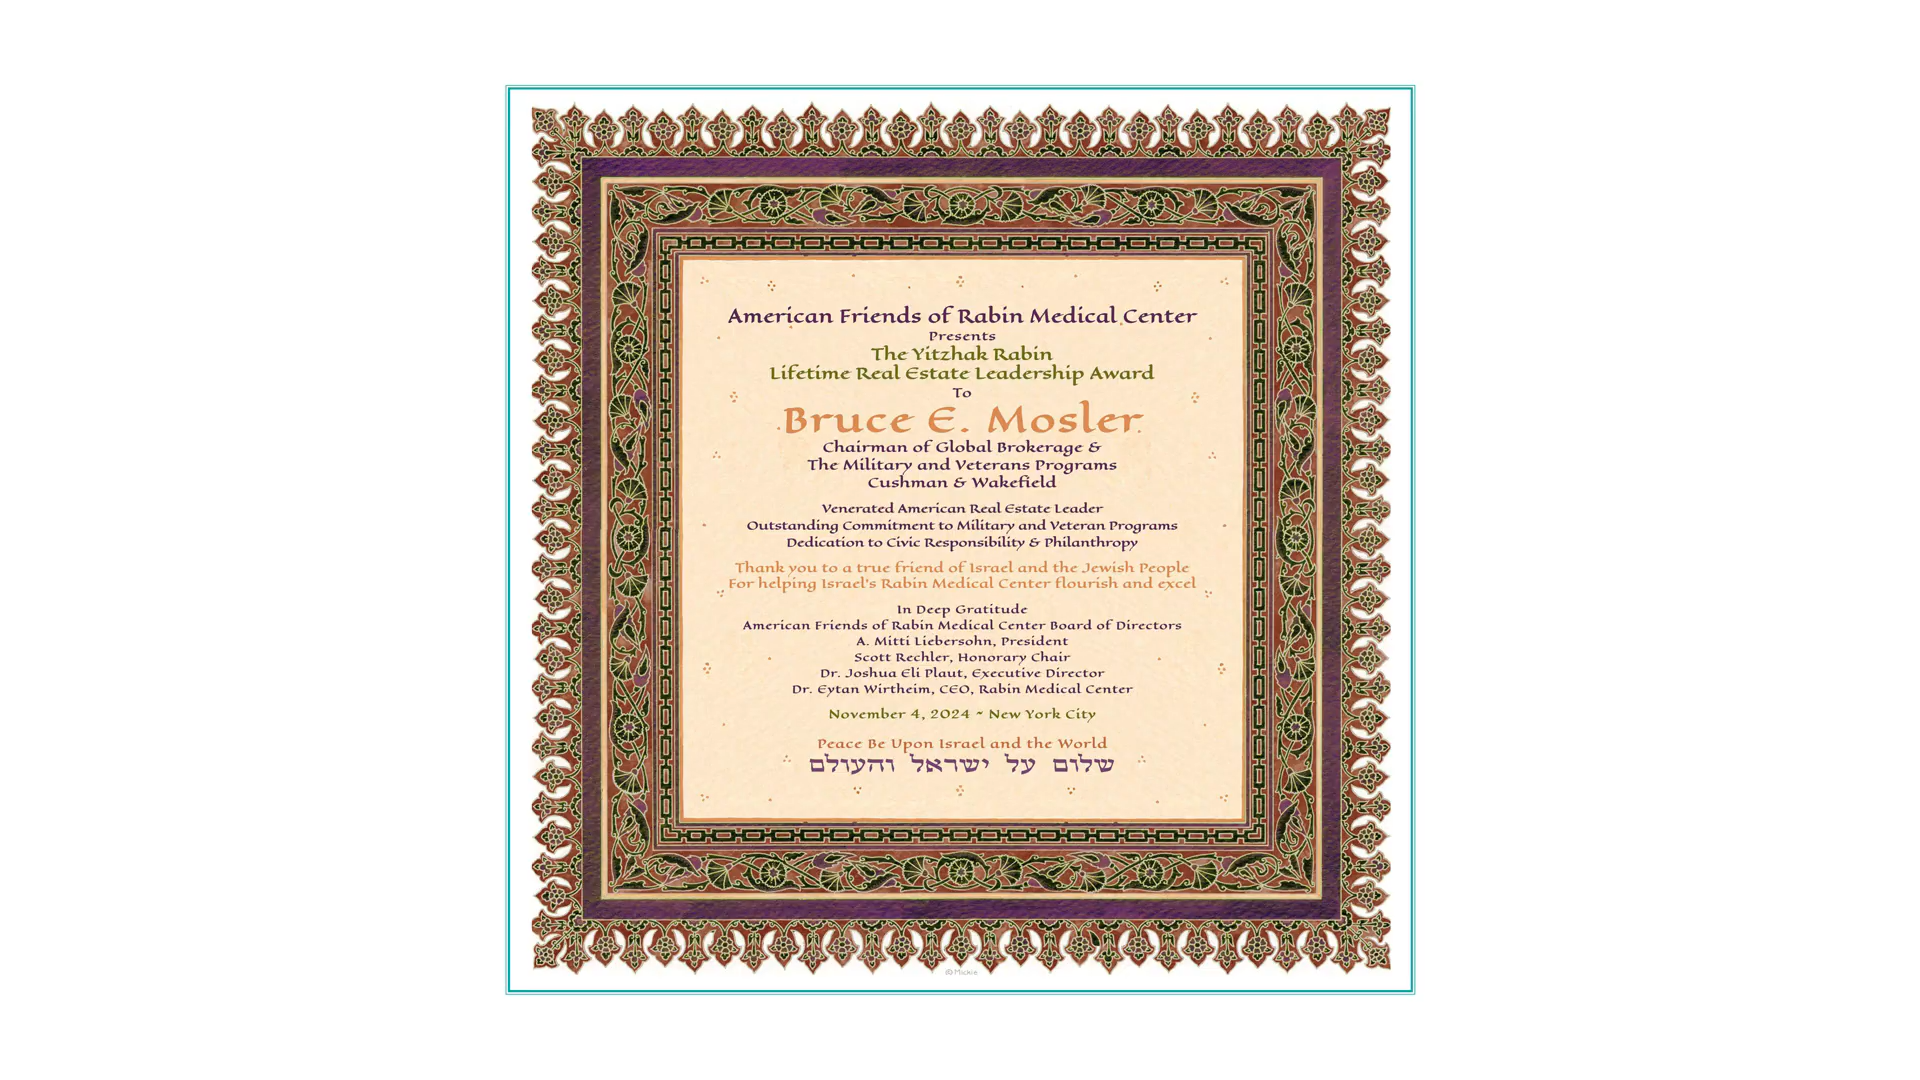 American Friends of Rabin Medical Center
Presents
The Yitzhak Rabin
Lifetime Real Estate Leadership Award
To
Bruce E. Mosler
Chairman of Global Brokerage &
The Military and Veterans Programs
Cushman & Wakefield
Venerated American Real Estate Leader
Outstanding Commitment to Military and Veteran Programs
Dedication to Civic Responsibility & Philanthropy
Thank you to a true friend of Israel and the Jewish People
For helping Israel's Rabin Medical Center flourish and excel
In Deep Gratitude
American Friends of Rabin Medical Center Board of Directors
A. Mitti Liebersohn, President
Scott Rechler, Honorary Chair
Dr. Joshua Eli Plaut, Executive Director
Dr. Eytan Wirtheim, CEO, Rabin Medical Center
November 4, 2024 ~ New York City
Peace Be Upon Israel and the World
שלום על ישראל והעולם
© Mickie